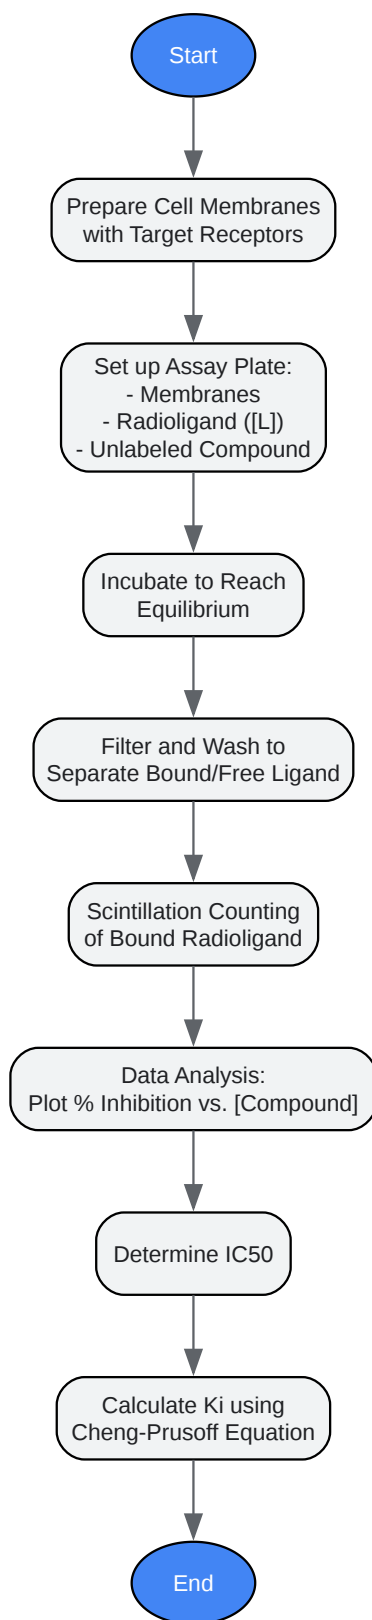 Start
Prepare Cell Membranes
with Target Receptors
Set up Assay Plate:
- Membranes
- Radioligand ([L])
- Unlabeled Compound
Incubate to Reach
Equilibrium
Filter and Wash to
Separate Bound/Free Ligand
Scintillation Counting
of Bound Radioligand
Data Analysis:
Plot % Inhibition vs. [Compound]
Determine IC50
Calculate Ki using
Cheng-Prusoff Equation
End